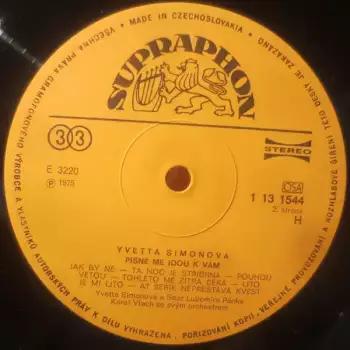 MADE IN CZECHOSLOVAKIA • VŠECHNA PRÁVA GRAMOFONOVÉHO VÝROBCE A VLASTNÍKŮ AUTORSKÝCH PRÁV K DÍLU VYHRAZENA. POŘIZOVÁNÍ KOPIÍ, VEŘEJNÉ PROVOZOVÁNÍ A ROZHLASOVÉ ŠÍŘENÍ TÉTO DESKY JE ZAKÁZÁNO
SUPRAPHON
33
STEREO
E 3220
Ⓟ 1975
OSA
1 13 1544
2. strana
H
YVETTA SIMONOVÁ
PÍSNĚ MÉ JDOU K VÁM
JAK BY NE — TA NOC JE STŘÍBRNÁ — POUHOU
VĚTOU — TOHLETO MĚ ZÍTRA ČEKÁ — LÍTO
JE MI LÍTO — AŤ ŠEŘÍK NEPŘESTÁVÁ KVÉST
Yvetta Simonová a Sbor Lubomíra Pánka
Karel Vlach se svým orchestrem